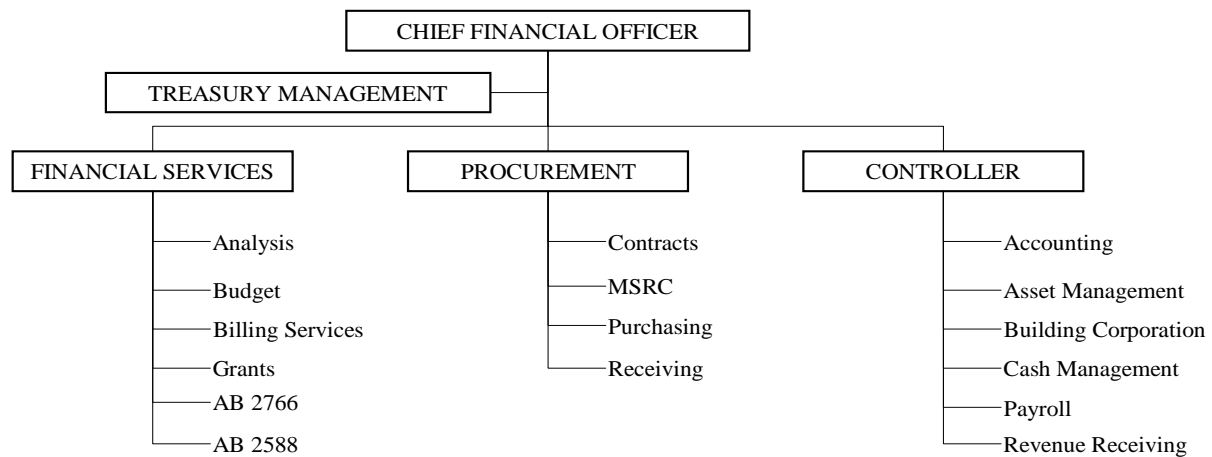 CHIEF FINANCIAL OFFICER
TREASURY MANAGEMENT
FINANCIAL SERVICES
Analysis
Budget
Billing Services
Grants
AB 2766
AB 2588
PROCUREMENT
Contracts
MSRC
Purchasing
Receiving
CONTROLLER
Accounting
Asset Management
Building Corporation
Cash Management
Payroll
Revenue Receiving